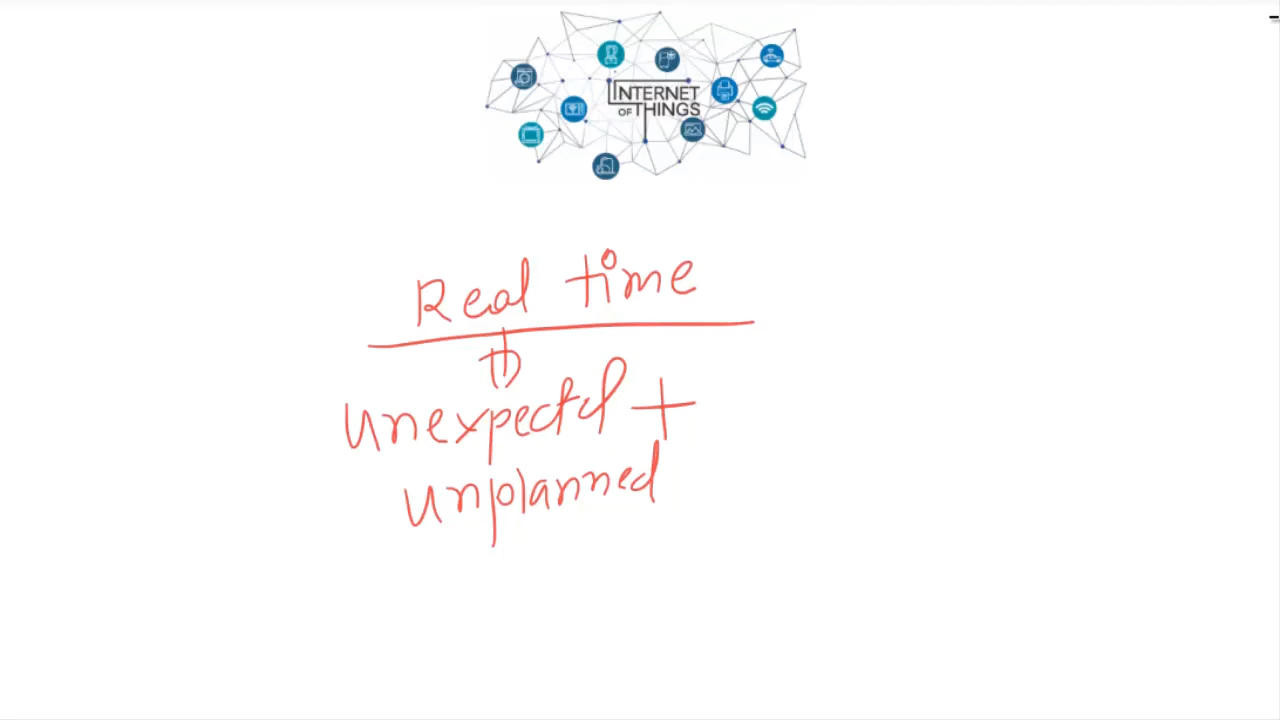 INTERNET
OF THINGS
Real time
unexpected +
unplanned